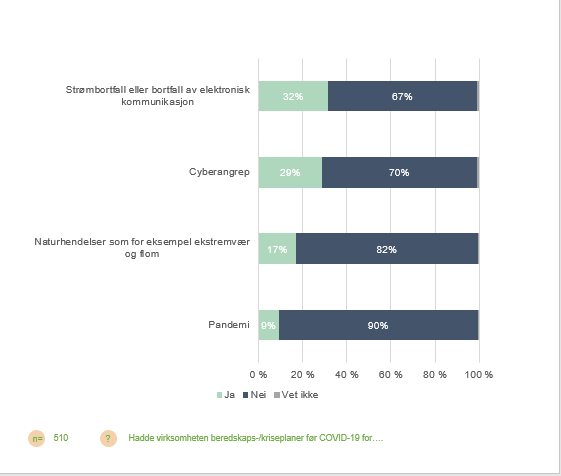 Strømbortfall eller bortfall av elektronisk
kommunikasjon
32%
67%
Cyberangrep
29%
70%
Naturhendelser som for eksempel ekstremvær
og flom
17%
82%
Pandemi
9%
90%
0 %
20 %
40 %
60 %
80 %
100 %
Ja
Nei
Vet ikke
n=
510
?
Hadde virksomheten beredskaps-/kriseplaner før COVID-19 for….